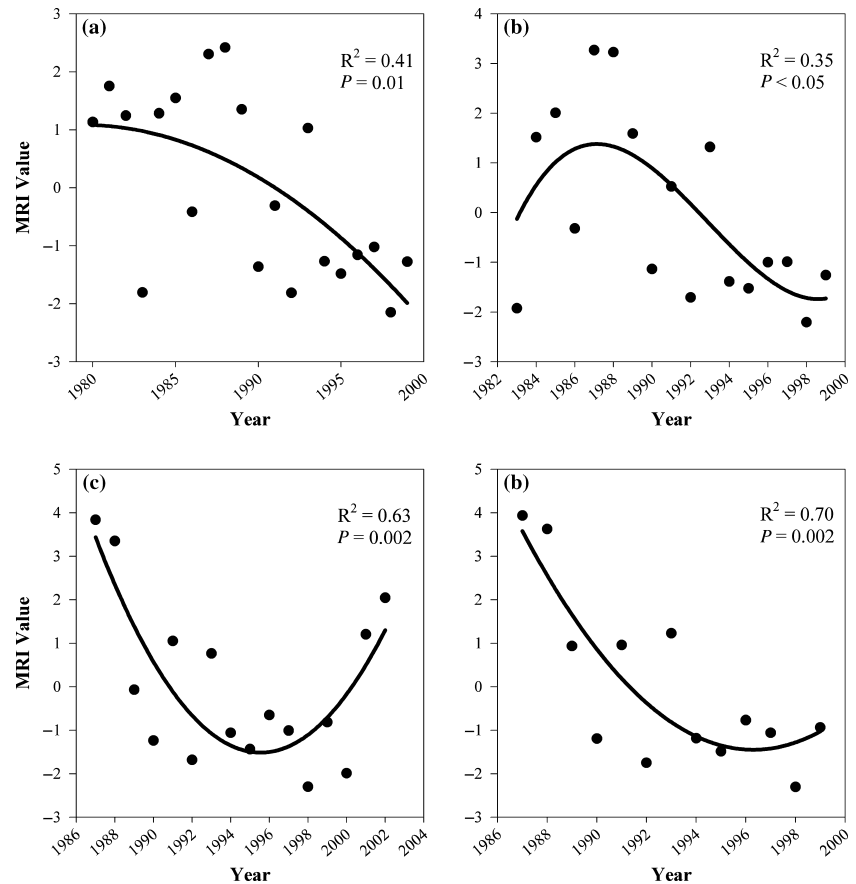 (a)
R² = 0.41
P = 0.01
3
2
1
0
-1
-2
-3
MRI Value
1980 1985 1990 1995 2000
Year
(b)
R² = 0.35
P < 0.05
4
3
2
1
0
−1
−2
−3
1982 1984 1986 1988 1990 1992 1994 1996 1998 2000
Year
(c)
R² = 0.63
P = 0.002
5
4
3
2
1
0
-1
-2
-3
MRI Value
1986 1988 1990 1992 1994 1996 1998 2000 2002 2004
Year
(b)
R² = 0.70
P = 0.002
5
4
3
2
1
0
−1
−2
−3
1986 1988 1990 1992 1994 1996 1998 2000
Year